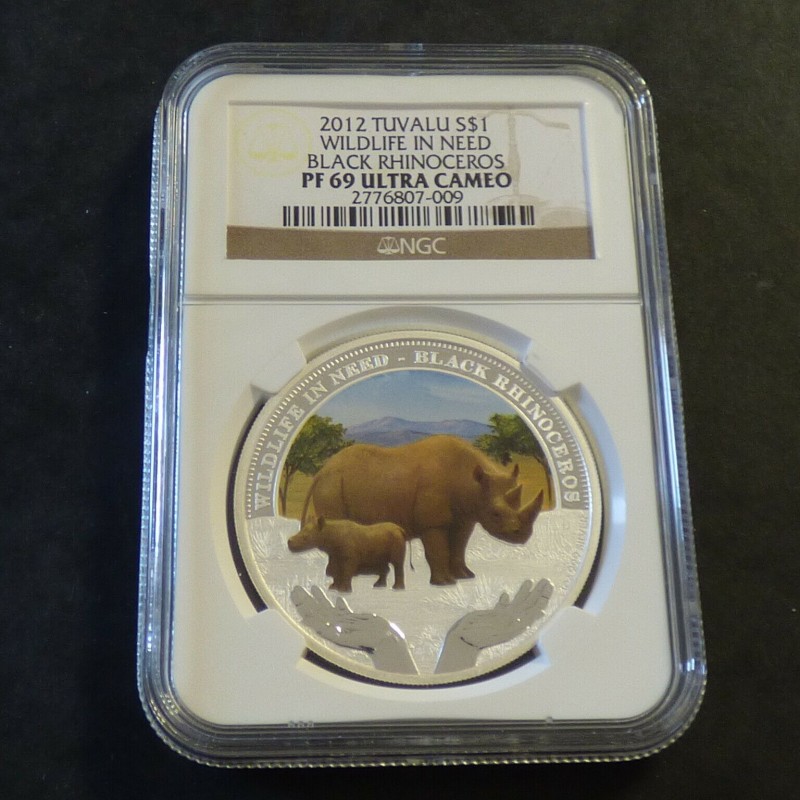 2012 TUVALU S$1
WILDLIFE IN NEED
BLACK RHINOCEROS
PF 69 ULTRA CAMEO
2776807-009
NGC
WILDLIFE IN NEED - BLACK RHINOCEROS